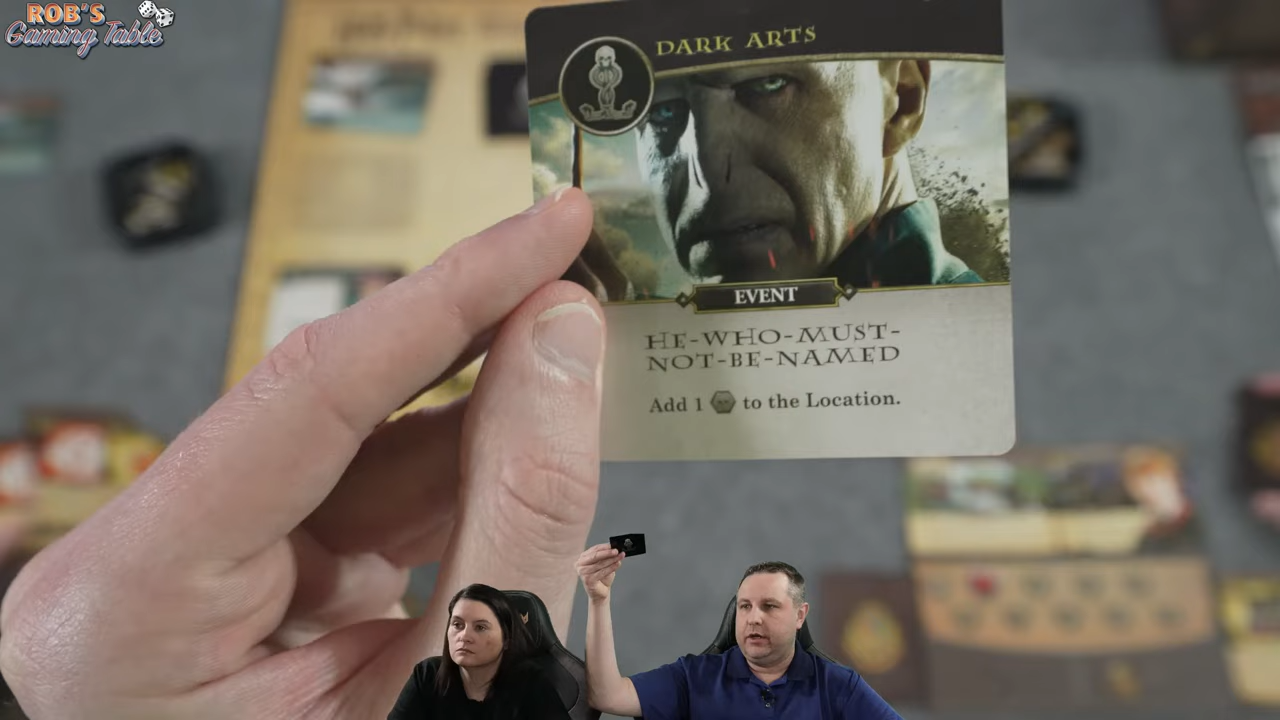 ROB'S
Gaming Table
DARK ARTS
EVENT
HE-WHO-MUST-
NOT-BE-NAMED
Add 1 to the Location.